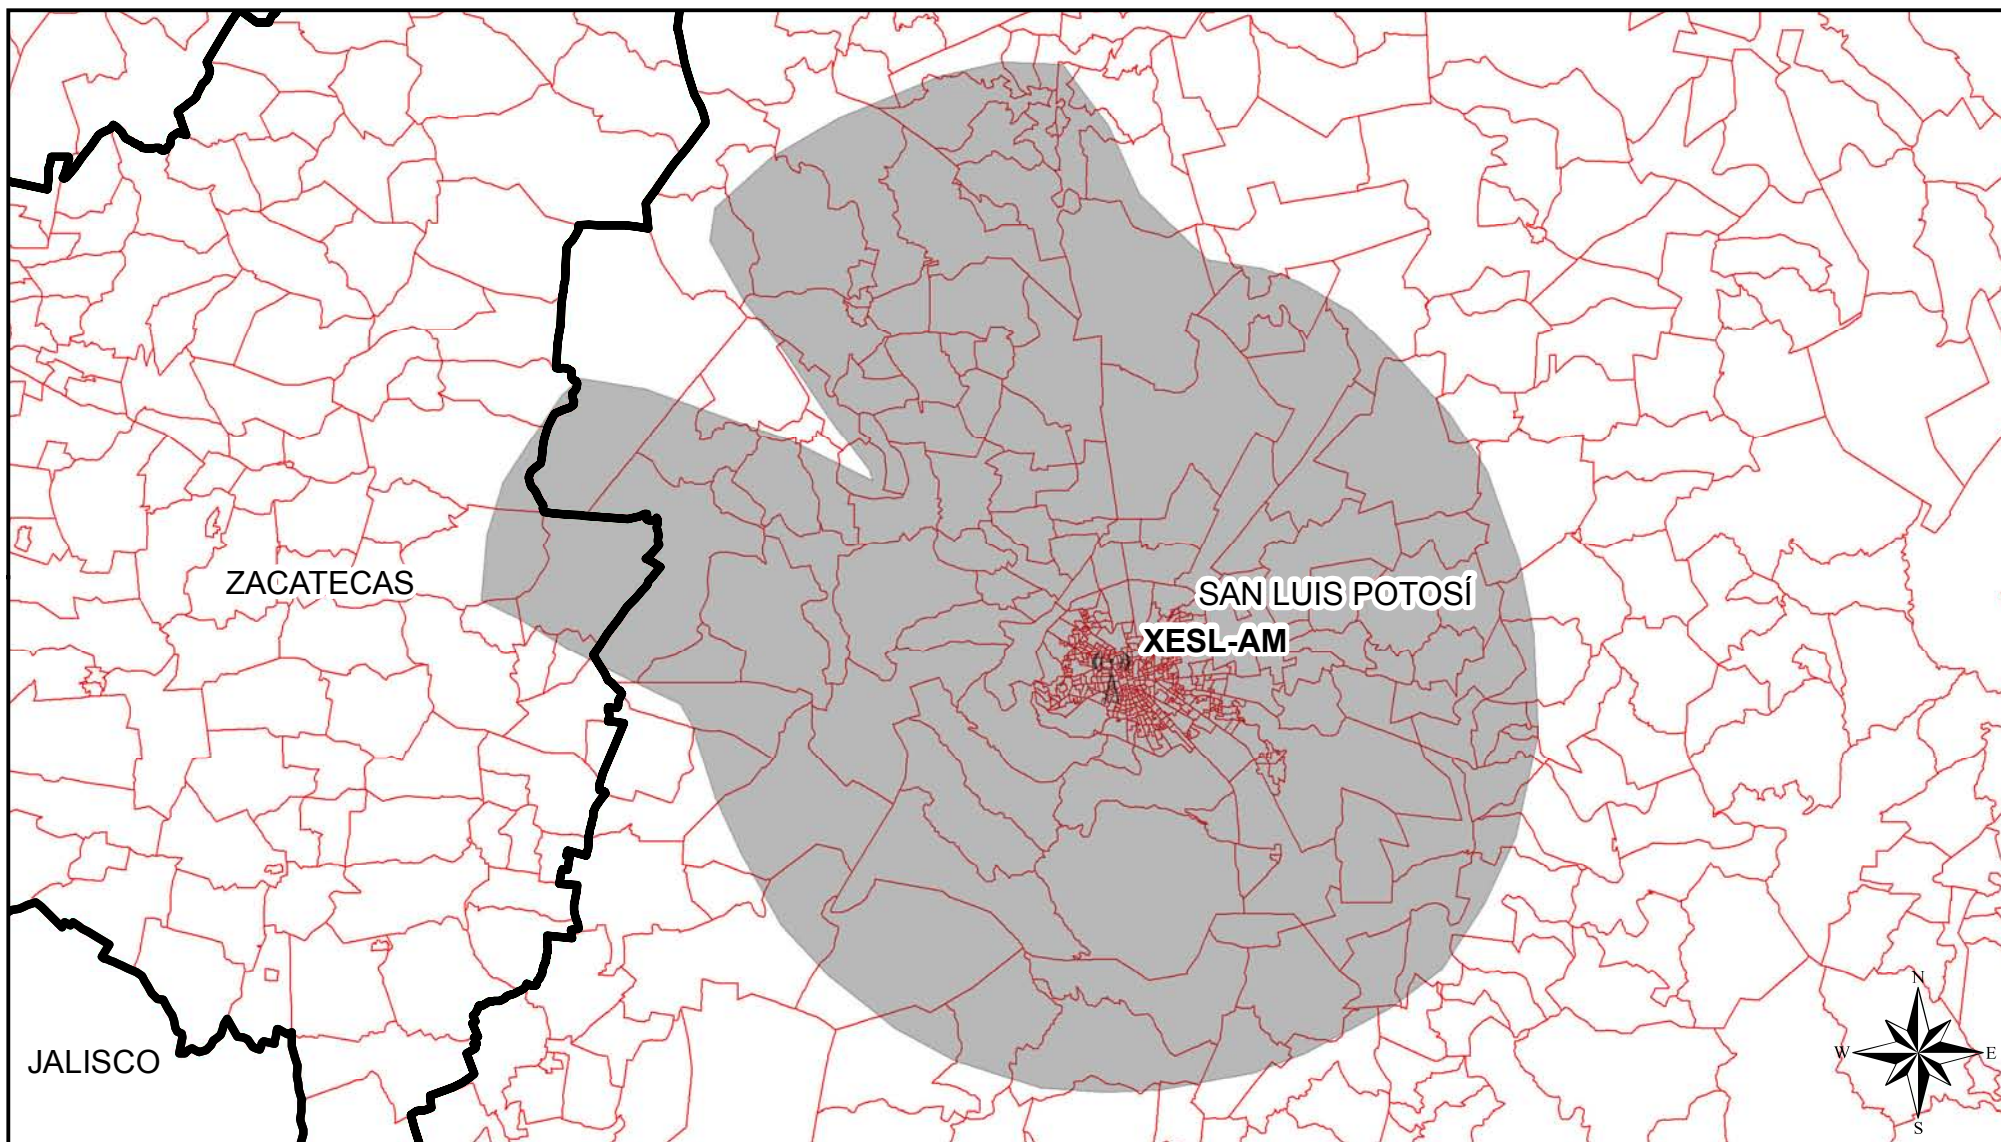 ZACATECAS
SAN LUIS POTOSÍ
XESL-AM
JALISCO
N
W
E
S